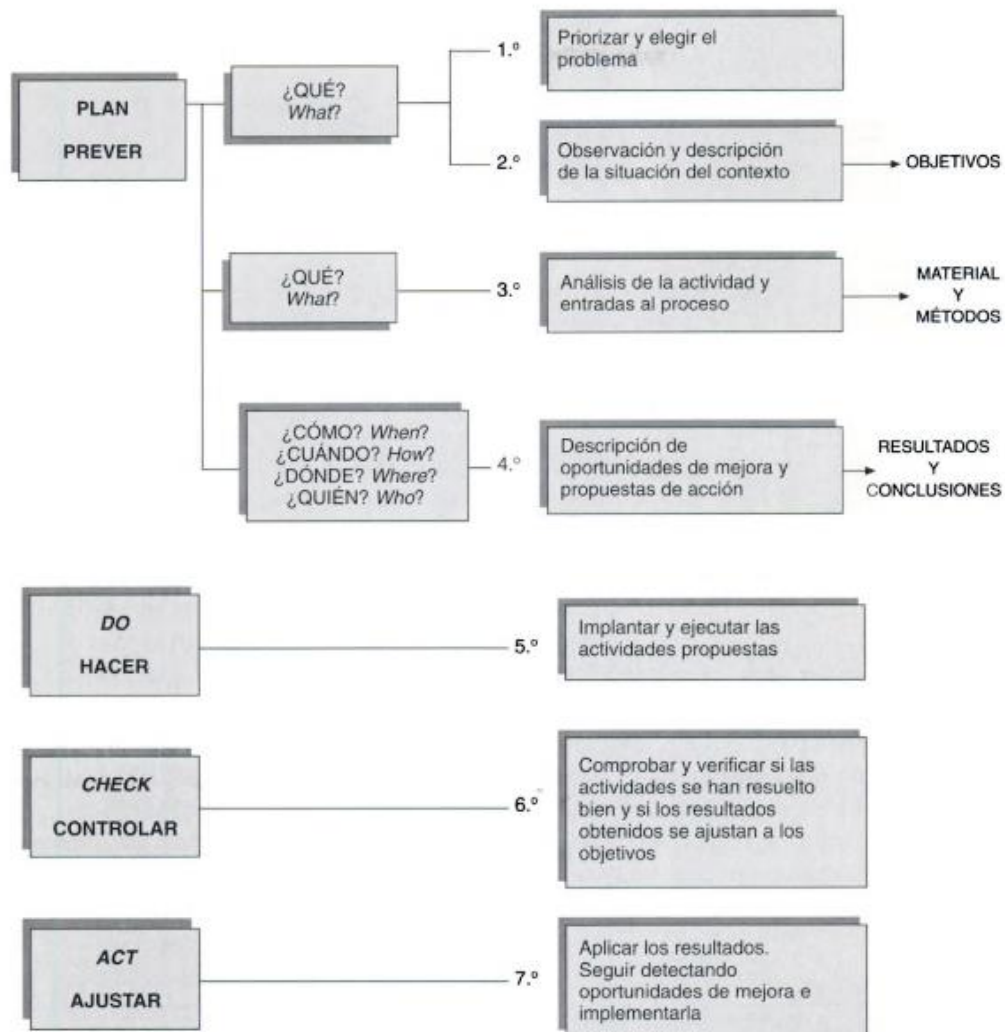 PLAN
PREVER
¿QUÉ?
What?
1.º
Priorizar y elegir el
problema
2.º
Observación y descripción
de la situación del contexto
OBJETIVOS
¿QUÉ?
What?
3.º
Análisis de la actividad y
entradas al proceso
MATERIAL
Y
MÉTODOS
¿CÓMO? When?
¿CUÁNDO? How?
¿DÓNDE? Where?
¿QUIÉN? Who?
4.º
Descripción de
oportunidades de mejora y
propuestas de acción
RESULTADOS
Y
CONCLUSIONES
DO
HACER
5.º
Implantar y ejecutar las
actividades propuestas
CHECK
CONTROLAR
6.º
Comprobar y verificar si las
actividades se han resuelto
bien y si los resultados
obtenidos se ajustan a los
objetivos
ACT
AJUSTAR
7.º
Aplicar los resultados.
Seguir detectando
oportunidades de mejora e
implementarla